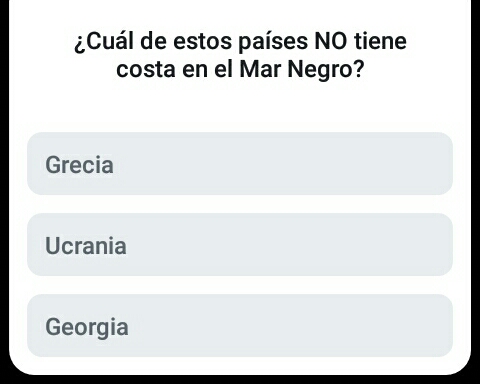 ¿Cuál de estos países NO tiene
costa en el Mar Negro?
Grecia
Ucrania
Georgia